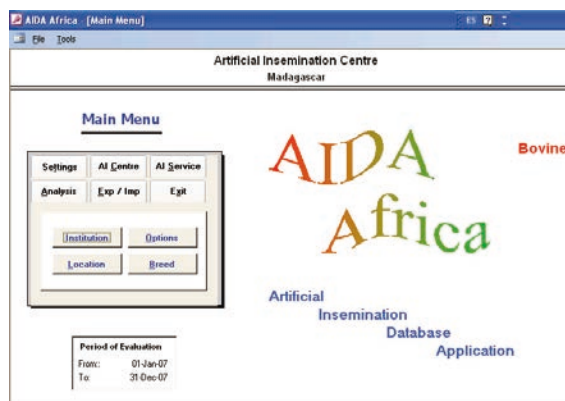 AIDA Africa - [Main Menu]
ES
File Tools
Artificial Insemination Centre
Madagascar
Main Menu
Settings AI Centre AI Service
Analysis Exp / Imp Exit
Institution Options
Location Breed
Period of Evaluation
From: 01-Jan-07
To: 31-Dec-07
AIDA
Africa
Bovine
Artificial
Insemination
Database
Application